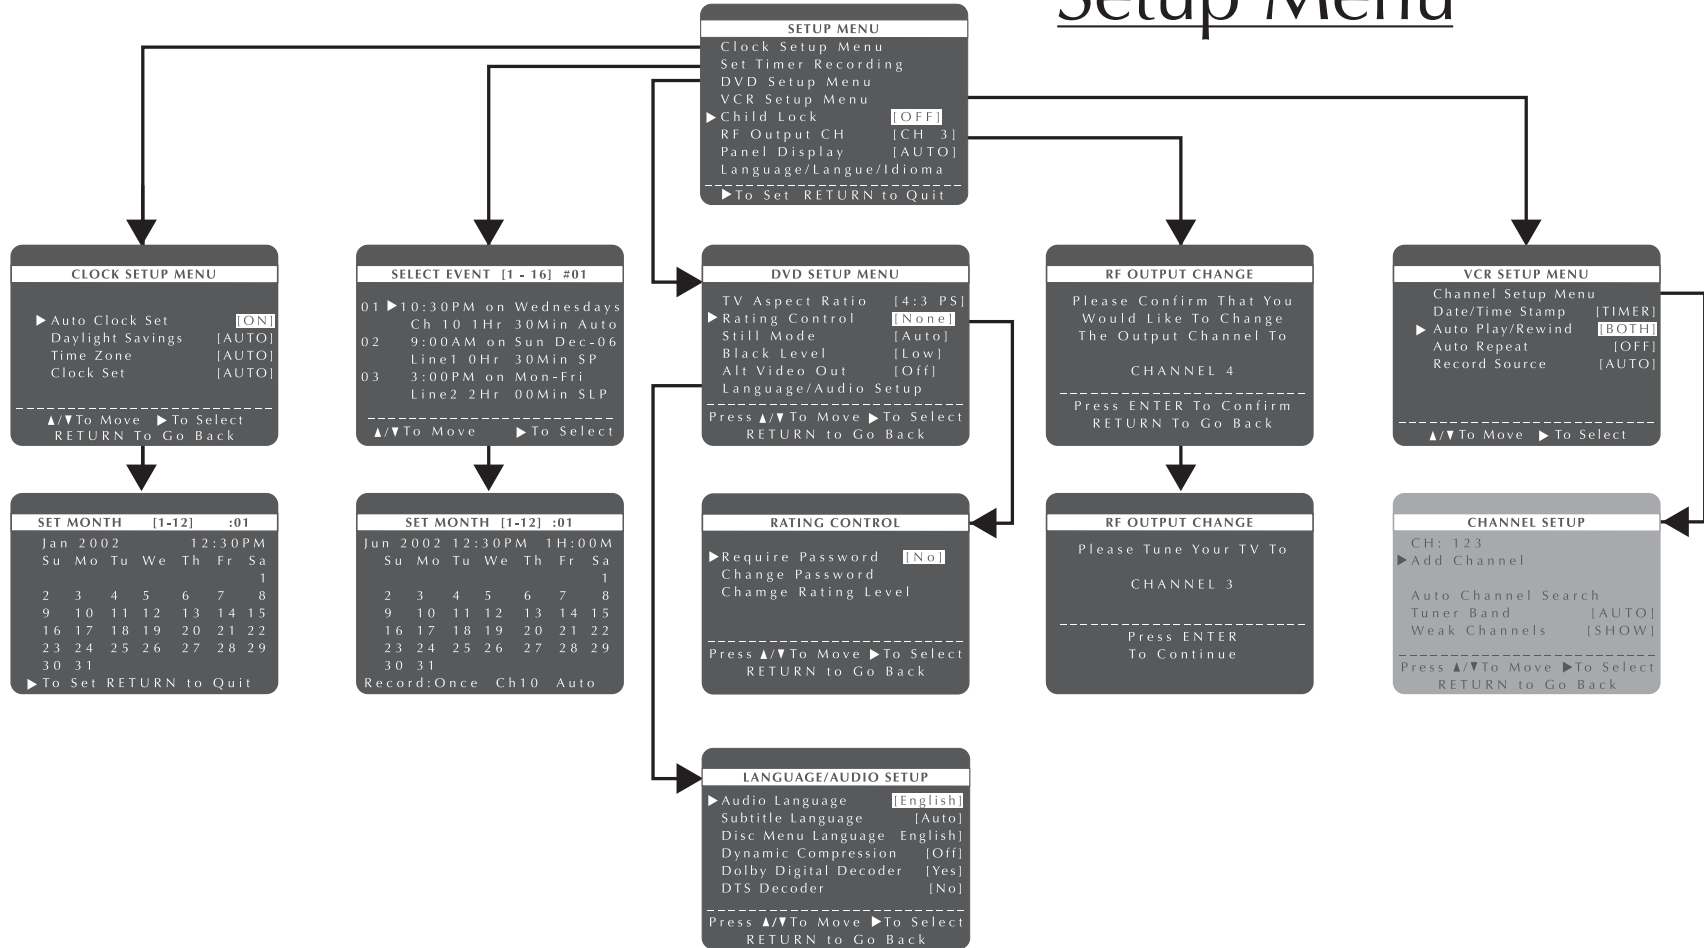 Setup Menu
SETUP MENU
Clock Setup Menu
Set Timer Recording
DVD Setup Menu
VCR Setup Menu
▶Child Lock [OFF]
RF Output CH [CH 3]
Panel Display [AUTO]
Language/Langue/Idioma
▶To Set RETURN to Quit
CLOCK SETUP MENU
▶ Auto Clock Set [ON]
Daylight Savings [AUTO]
Time Zone [AUTO]
Clock Set [AUTO]
▲/▼To Move ▶To Select
RETURN To Go Back
SELECT EVENT [1 - 16] #01
01 ▶10:30PM on Wednesdays
Ch 10 1Hr 30Min Auto
02 9:00AM on Sun Dec-06
Line1 0Hr 30Min SP
03 3:00PM on Mon-Fri
Line2 2Hr 00Min SLP
▲/▼To Move ▶To Select
DVD SETUP MENU
TV Aspect Ratio [4:3 PS]
▶Rating Control [None]
Still Mode [Auto]
Black Level [Low]
Alt Video Out [Off]
Language/Audio Setup
Press ▲/▼To Move ▶To Select
RETURN to Go Back
RF OUTPUT CHANGE
Please Confirm That You
Would Like To Change
The Output Channel To
CHANNEL 4
Press ENTER To Confirm
RETURN To Go Back
VCR SETUP MENU
Channel Setup Menu
Date/Time Stamp [TIMER]
▶ Auto Play/Rewind [BOTH]
Auto Repeat [OFF]
Record Source [AUTO]
▲/▼To Move ▶ To Select
SET MONTH [1-12] :01
Jan 2002 12:30PM
Su Mo Tu We Th Fr Sa
1
2 3 4 5 6 7 8
9 10 11 12 13 14 15
16 17 18 19 20 21 22
23 24 25 26 27 28 29
30 31
▶To Set RETURN to Quit
SET MONTH [1-12] :01
Jun 2002 12:30PM 1H:00M
Su Mo Tu We Th Fr Sa
1
2 3 4 5 6 7 8
9 10 11 12 13 14 15
16 17 18 19 20 21 22
23 24 25 26 27 28 29
30 31
Record:Once Ch10 Auto
RATING CONTROL
▶Require Password [No]
Change Password
Chamge Rating Level
Press ▲/▼To Move ▶To Select
RETURN to Go Back
RF OUTPUT CHANGE
Please Tune Your TV To
CHANNEL 3
Press ENTER
To Continue
CHANNEL SETUP
CH: 123
▶Add Channel
Auto Channel Search
Tuner Band [AUTO]
Weak Channels [SHOW]
Press ▲/▼To Move ▶To Select
RETURN to Go Back
LANGUAGE/AUDIO SETUP
▶Audio Language [English]
Subtitle Language [Auto]
Disc Menu Language English]
Dynamic Compression [Off]
Dolby Digital Decoder [Yes]
DTS Decoder [No]
Press ▲/▼To Move ▶To Select
RETURN to Go Back